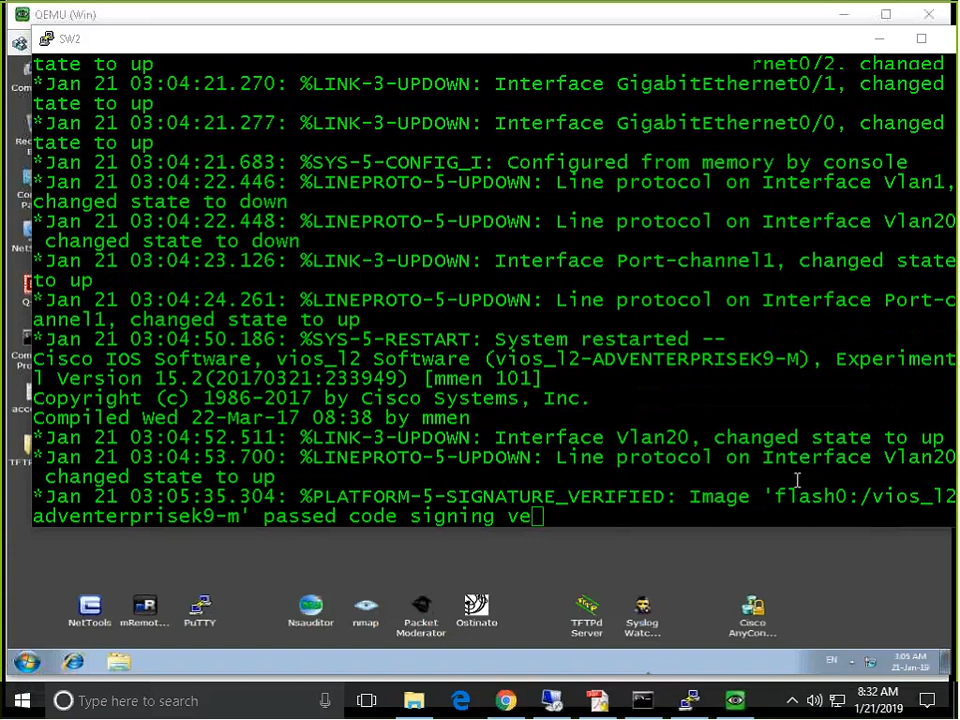 QEMU (Win)
SW2
tate to up rnet0/2, changed
*Jan 21 03:04:21.270: %LINK-3-UPDOWN: Interface GigabitEthernet0/1, changed
tate to up
*Jan 21 03:04:21.277: %LINK-3-UPDOWN: Interface GigabitEthernet0/0, changed
tate to up
*Jan 21 03:04:21.683: %SYS-5-CONFIG_I: Configured from memory by console
*Jan 21 03:04:22.446: %LINEPROTO-5-UPDOWN: Line protocol on Interface Vlan1,
changed state to down
*Jan 21 03:04:22.448: %LINEPROTO-5-UPDOWN: Line protocol on Interface Vlan20
changed state to down
*Jan 21 03:04:23.126: %LINK-3-UPDOWN: Interface Port-channel1, changed state
to up
*Jan 21 03:04:24.261: %LINEPROTO-5-UPDOWN: Line protocol on Interface Port-c
annel1, changed state to up
*Jan 21 03:04:50.186: %SYS-5-RESTART: System restarted --
Cisco IOS Software, vios_l2 Software (vios_l2-ADVENTERPRISEK9-M), Experiment
l Version 15.2(20170321:233949) [mmen 101]
Copyright (c) 1986-2017 by Cisco Systems, Inc.
Compiled Wed 22-Mar-17 08:38 by mmen
*Jan 21 03:04:52.511: %LINK-3-UPDOWN: Interface Vlan20, changed state to up
*Jan 21 03:04:53.700: %LINEPROTO-5-UPDOWN: Line protocol on Interface Vlan20
changed state to up
*Jan 21 03:05:35.304: %PLATFORM-5-SIGNATURE_VERIFIED: Image 'flash0:/vios_l2
adventerprisek9-m' passed code signing ve
NetTools
mRemot...
PuTTY
Nsauditor
nmap
Packet
Moderator
Ostinato
TFTPd
Server
Syslog
Watc...
Cisco
AnyCon...
EN
3:05 AM
21-Jan-19
Type here to search
8:32 AM
1/21/2019